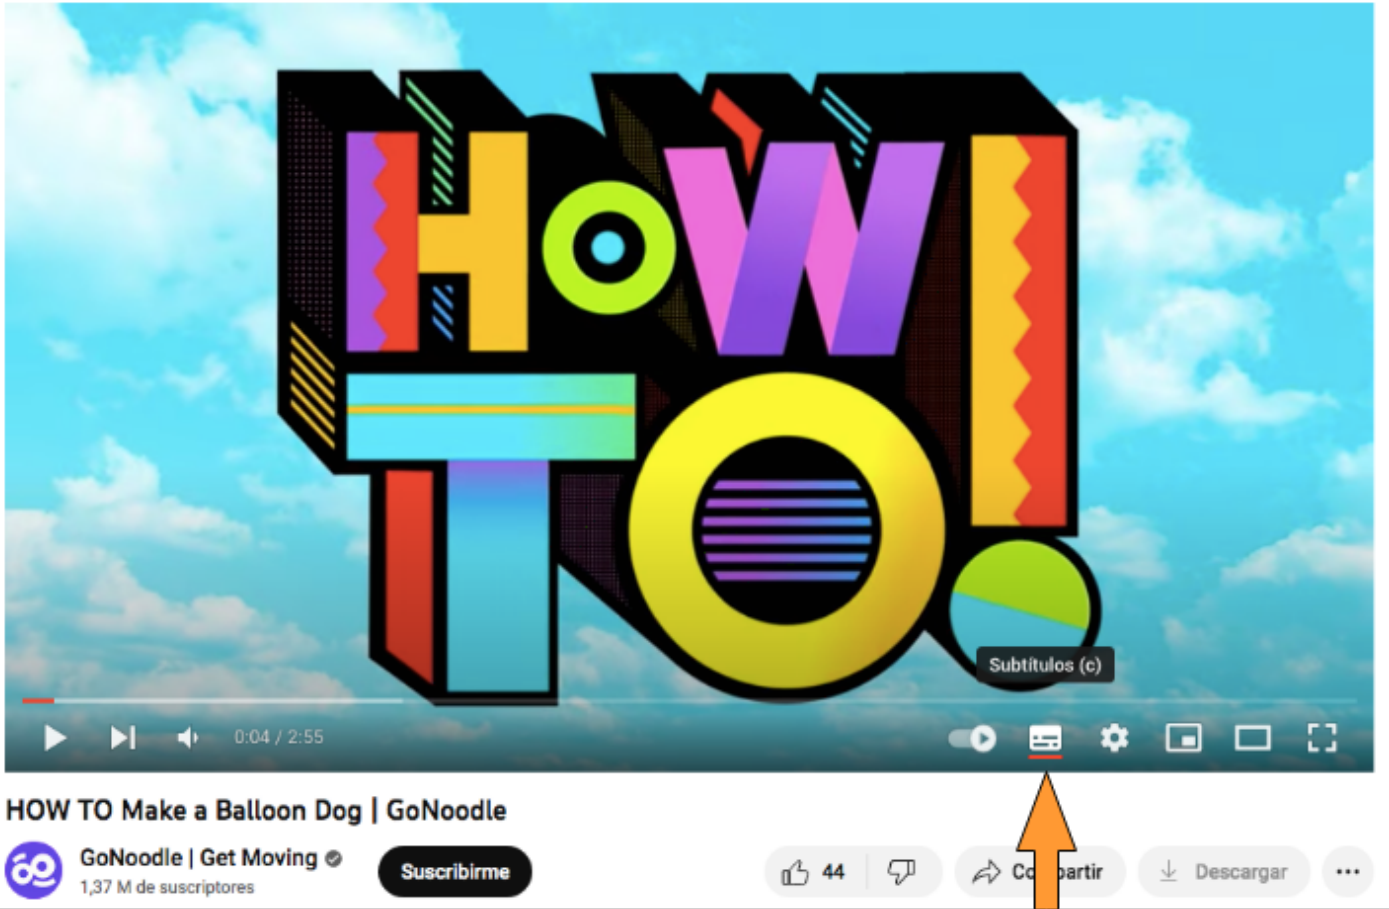 HOW
TO!
Subtítulos (c)
0:04 / 2:55
HOW TO Make a Balloon Dog | GoNoodle
GoNoodle | Get Moving
1,37 M de suscriptores
Suscribirme
44
Descargar